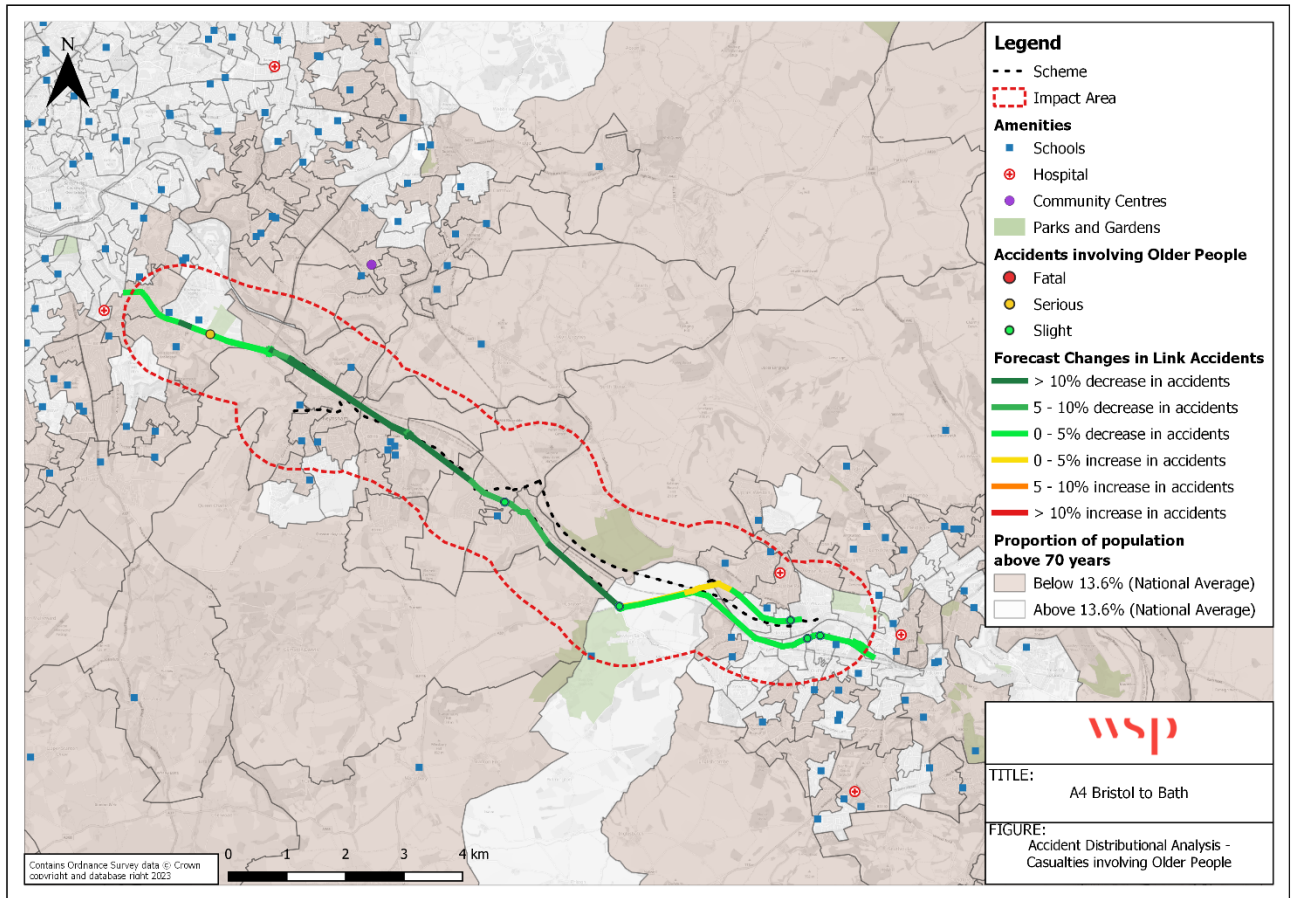 N
Legend
Scheme
Impact Area
Amenities
Schools
Hospital
Community Centres
Parks and Gardens
Accidents involving Older People
Fatal
Serious
Slight
Forecast Changes in Link Accidents
> 10% decrease in accidents
5 - 10% decrease in accidents
0 - 5% decrease in accidents
0 - 5% increase in accidents
5 - 10% increase in accidents
> 10% increase in accidents
Proportion of population
above 70 years
Below 13.6% (National Average)
Above 13.6% (National Average)
wsp
TITLE:
A4 Bristol to Bath
FIGURE:
Accident Distributional Analysis -
Casualties involving Older People
Contains Ordnance Survey data © Crown
copyright and database right 2023
0 1 2 3 4 km